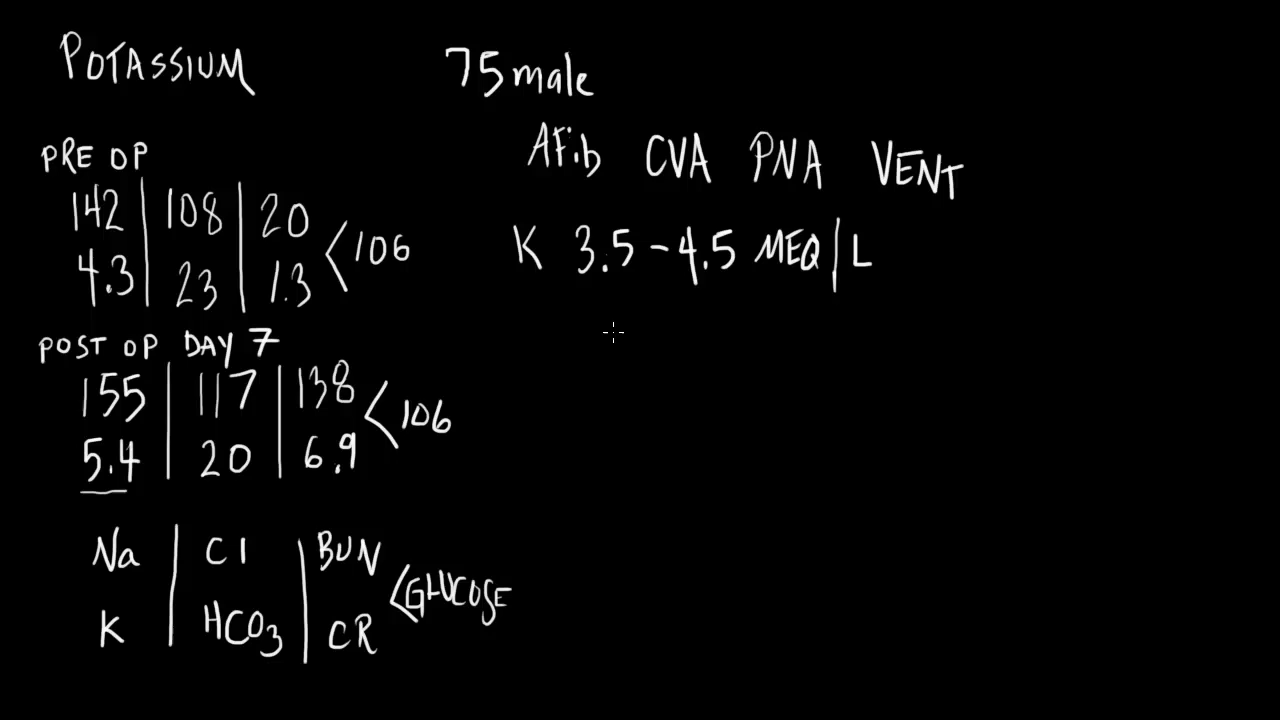 POTASSIUM
75 male
AFib CVA PNA VENT
K 3.5 - 4.5 MEQ/L
PRE OP
142 | 108 | 20
4.3 | 23 | 1.3 < 106
POST OP DAY 7
155 | 117 | 138
5.4 | 20 | 6.9 < 106
Na | Cl | BUN
K | HCO3 | CR < GLUCOSE